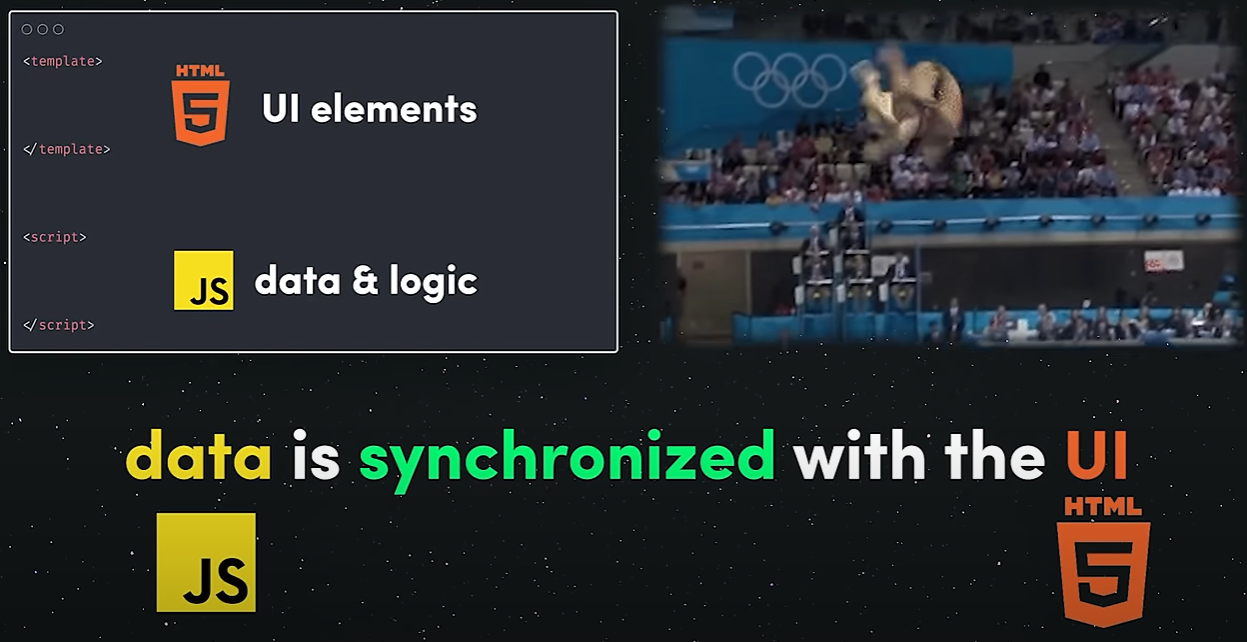 <template>
HTML
5
UI elements
</template>
<script>
JS
data & logic
</script>
data is synchronized with the UI
JS
HTML
5